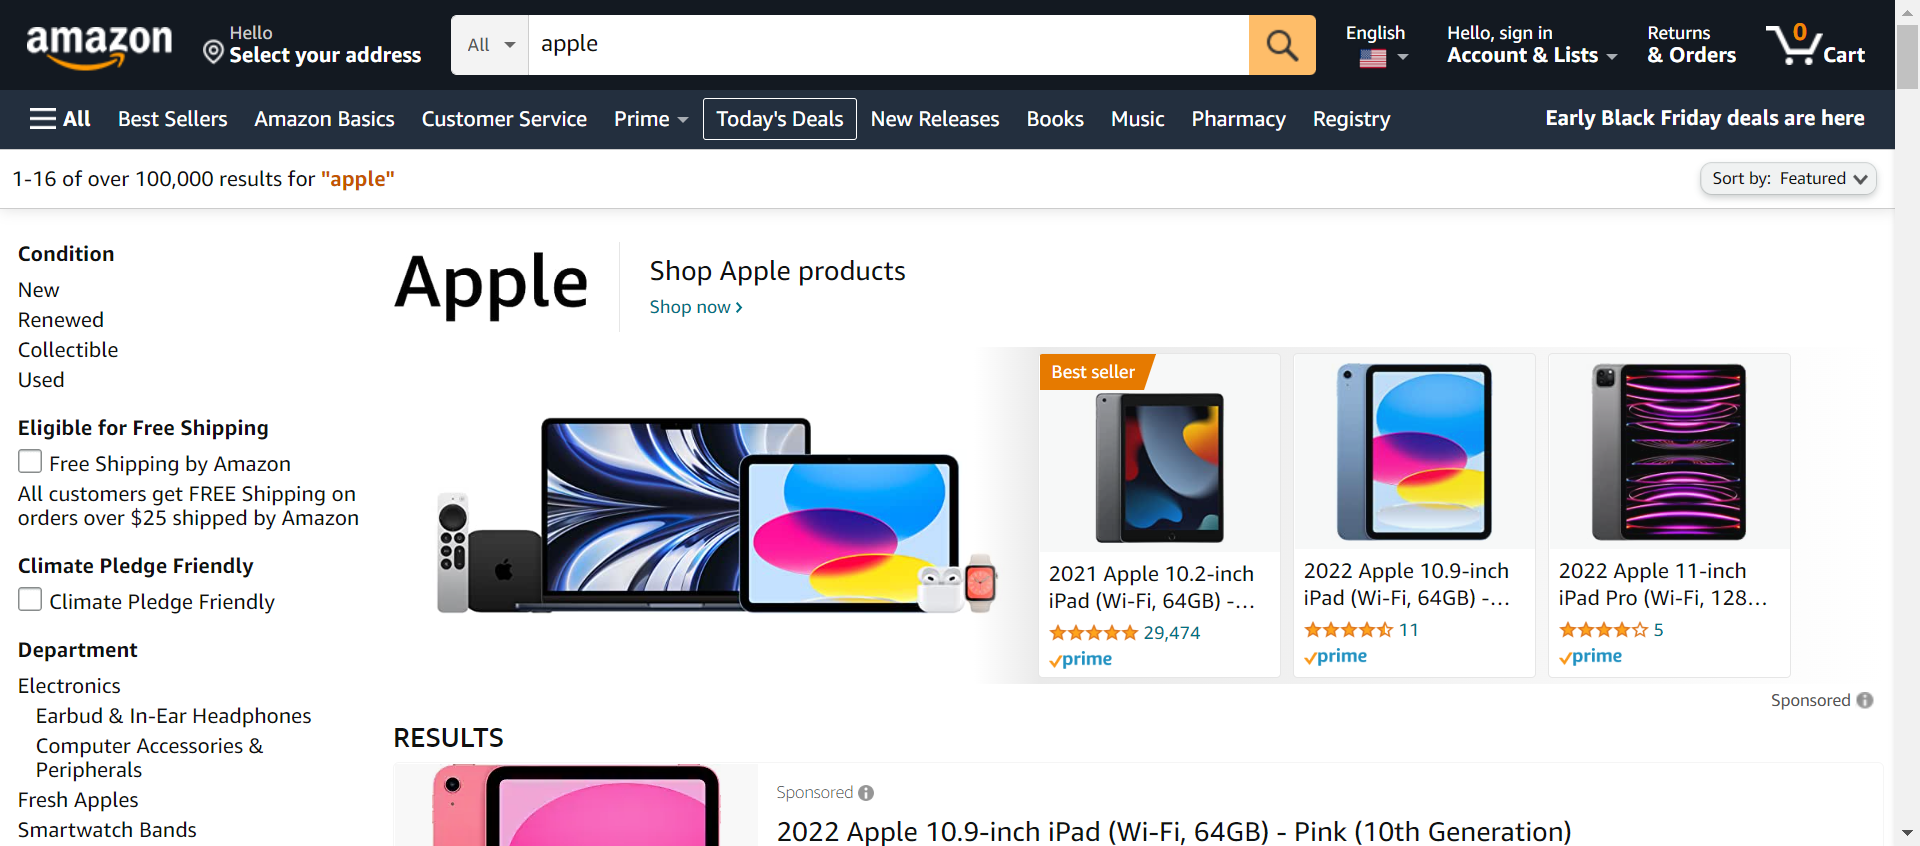 amazon
Hello
Select your address
All
apple
English
Hello, sign in
Account & Lists
Returns
& Orders
0
Cart
All
Best Sellers
Amazon Basics
Customer Service
Prime
Today's Deals
New Releases
Books
Music
Pharmacy
Registry
Early Black Friday deals are here
1-16 of over 100,000 results for "apple"
Sort by: Featured
Condition
New
Renewed
Collectible
Used
Eligible for Free Shipping
Free Shipping by Amazon
All customers get FREE Shipping on
orders over $25 shipped by Amazon
Climate Pledge Friendly
Climate Pledge Friendly
Department
Electronics
Earbud & In-Ear Headphones
Computer Accessories &
Peripherals
Fresh Apples
Smartwatch Bands
Apple
Shop Apple products
Shop now ›
Best seller
2021 Apple 10.2-inch
iPad (Wi-Fi, 64GB) -...
29,474
prime
2022 Apple 10.9-inch
iPad (Wi-Fi, 64GB) -...
11
prime
2022 Apple 11-inch
iPad Pro (Wi-Fi, 128...
5
prime
Sponsored
RESULTS
Sponsored
2022 Apple 10.9-inch iPad (Wi-Fi, 64GB) - Pink (10th Generation)